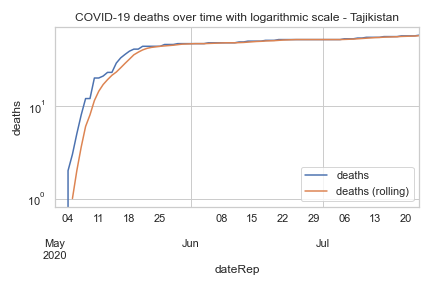 COVID-19 deaths over time with logarithmic scale - Tajikistan
deaths
10¹
10⁰
deaths
deaths (rolling)
04 11 18 25 08 15 22 29 06 13 20
May Jun Jul
2020
dateRep